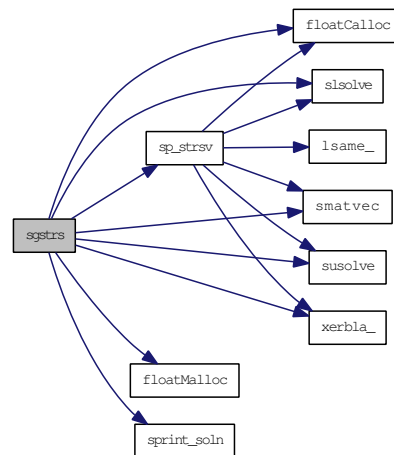 floatCalloc
slsolve
sp_strsv
lsame_
smatvec
sgstrs
susolve
xerbla_
floatMalloc
sprint_soln